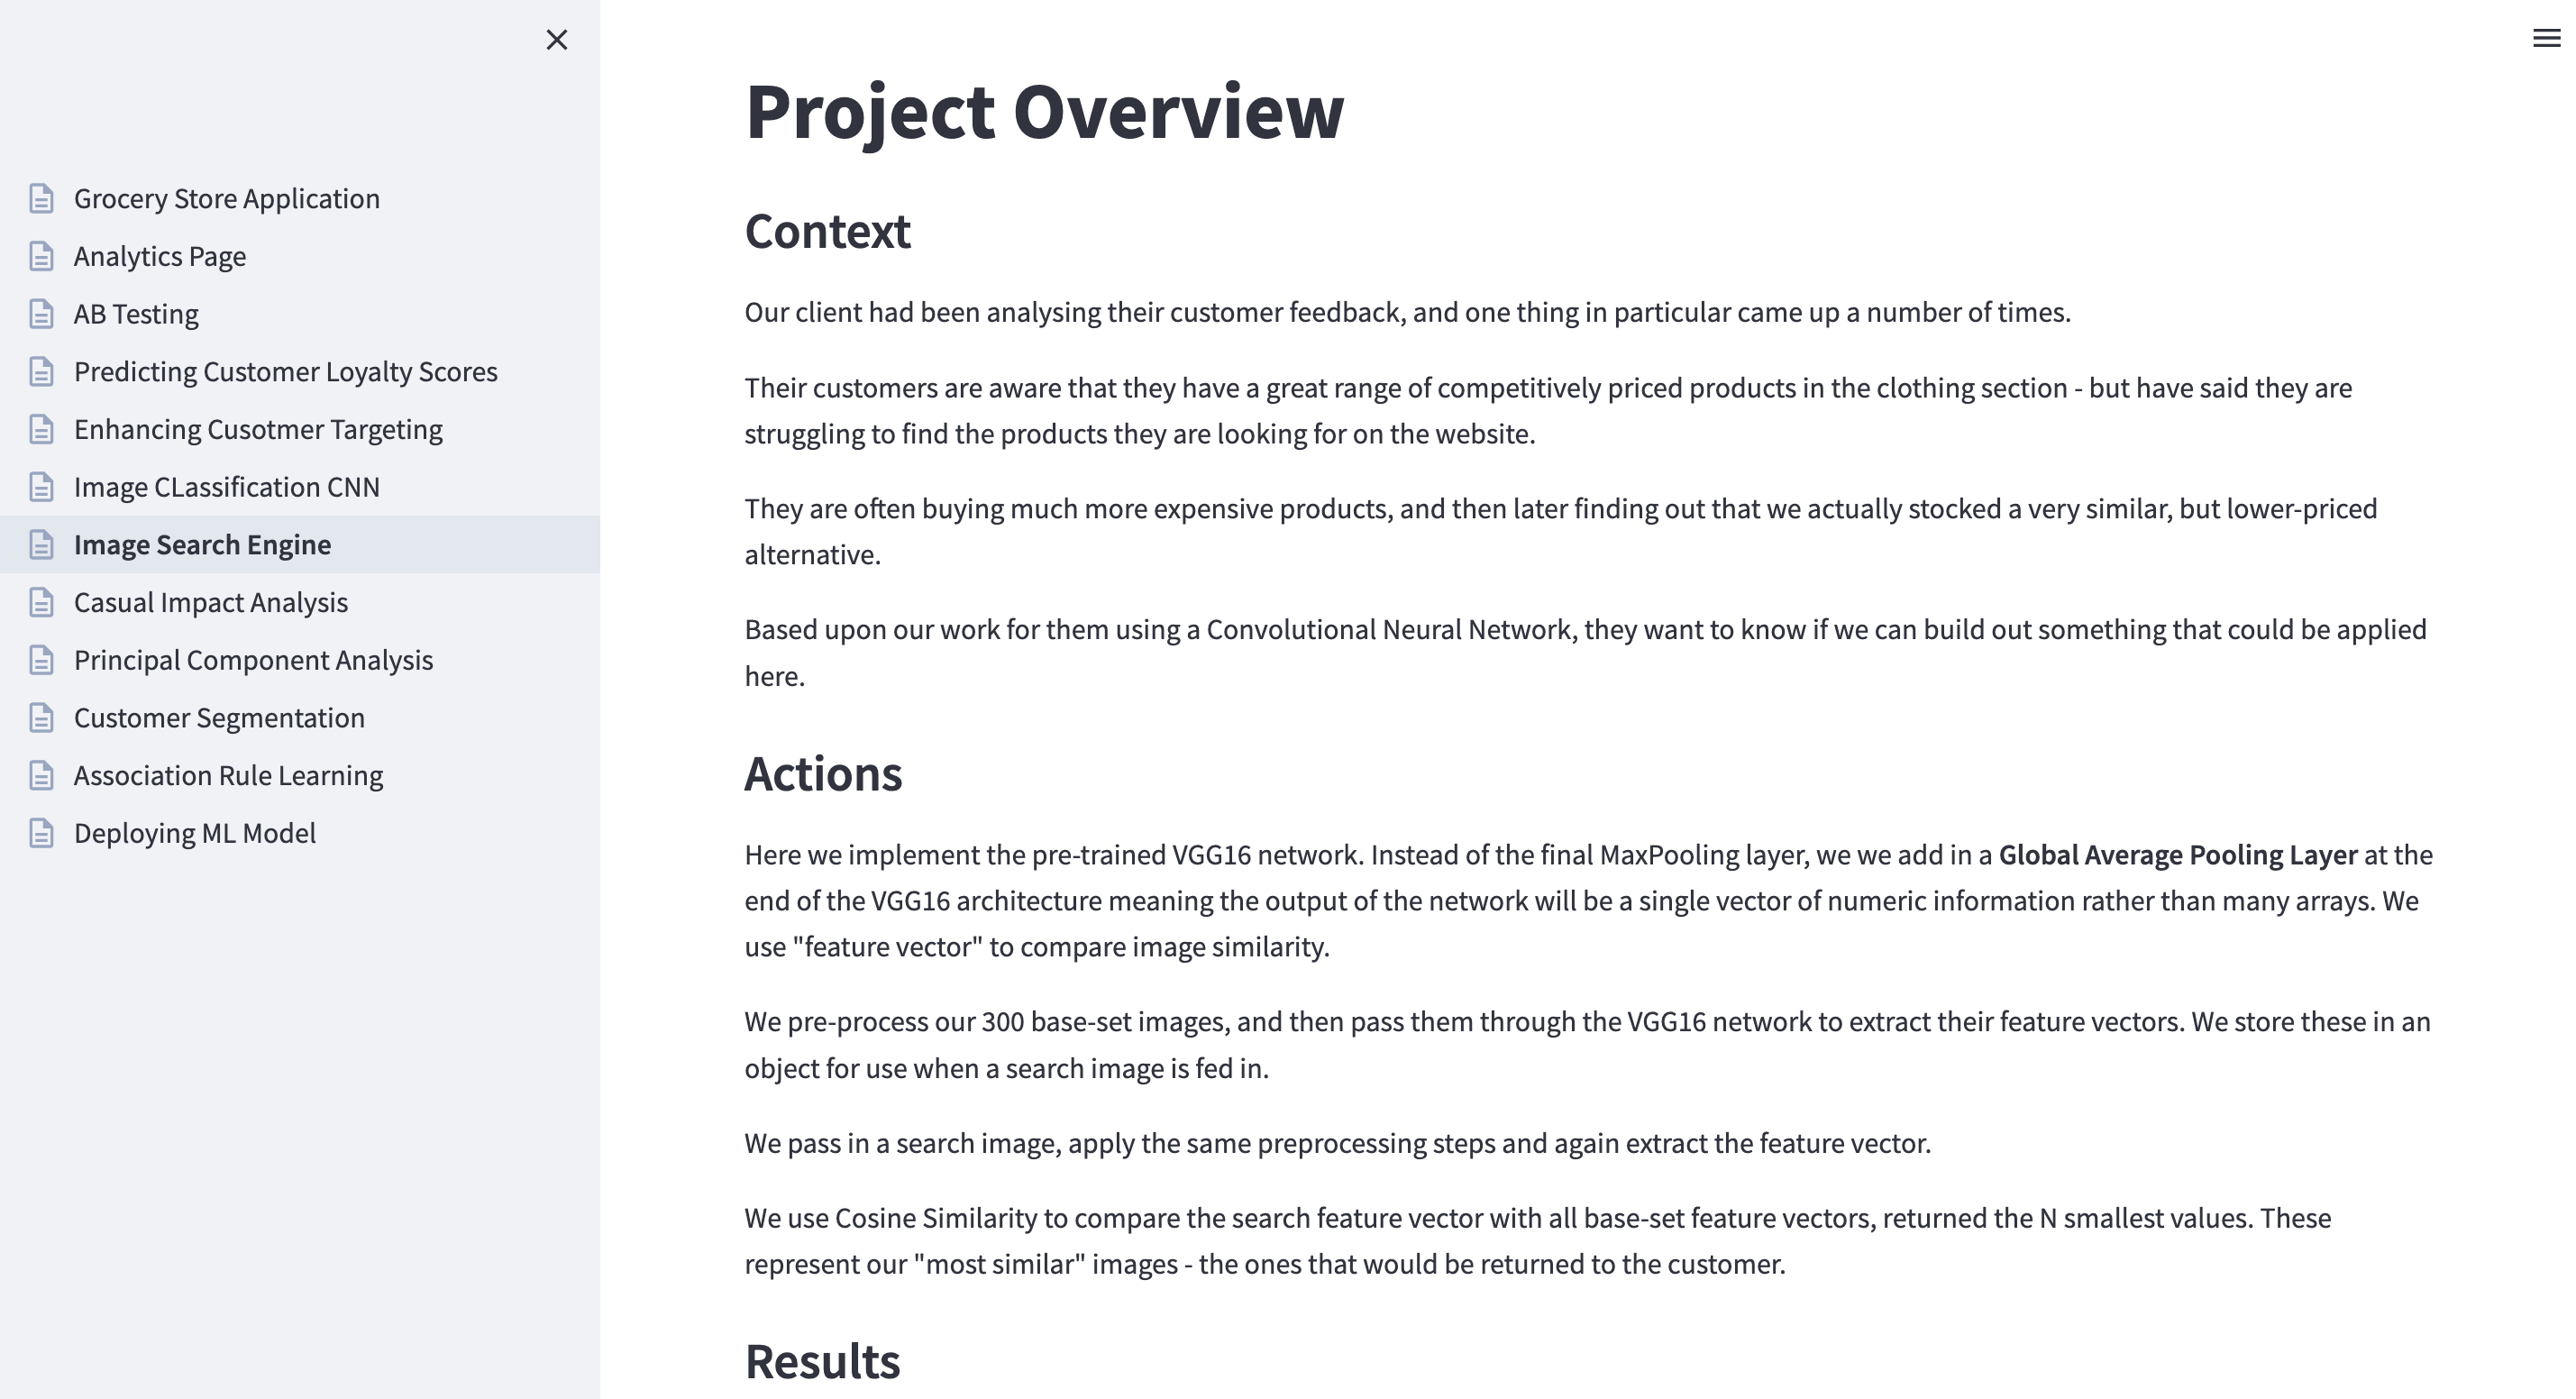 Grocery Store Application
Analytics Page
AB Testing
Predicting Customer Loyalty Scores
Enhancing Cusotmer Targeting
Image CLassification CNN
Image Search Engine
Casual Impact Analysis
Principal Component Analysis
Customer Segmentation
Association Rule Learning
Deploying ML Model
Project Overview
Context
Our client had been analysing their customer feedback, and one thing in particular came up a number of times.
Their customers are aware that they have a great range of competitively priced products in the clothing section - but have said they are
struggling to find the products they are looking for on the website.
They are often buying much more expensive products, and then later finding out that we actually stocked a very similar, but lower-priced
alternative.
Based upon our work for them using a Convolutional Neural Network, they want to know if we can build out something that could be applied
here.
Actions
Here we implement the pre-trained VGG16 network. Instead of the final MaxPooling layer, we we add in a Global Average Pooling Layer at the
end of the VGG16 architecture meaning the output of the network will be a single vector of numeric information rather than many arrays. We
use "feature vector" to compare image similarity.
We pre-process our 300 base-set images, and then pass them through the VGG16 network to extract their feature vectors. We store these in an
object for use when a search image is fed in.
We pass in a search image, apply the same preprocessing steps and again extract the feature vector.
We use Cosine Similarity to compare the search feature vector with all base-set feature vectors, returned the N smallest values. These
represent our "most similar" images - the ones that would be returned to the customer.
Results